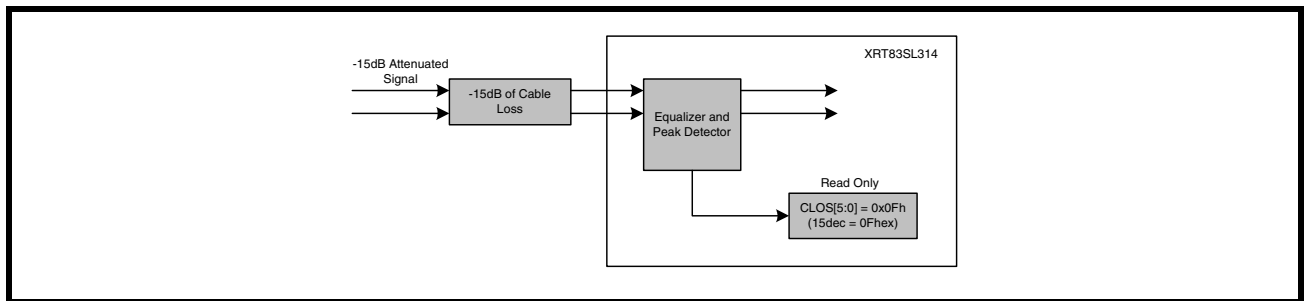 XRT83SL314
-15dB Attenuated
Signal
-15dB of Cable
Loss
Equalizer and
Peak Detector
Read Only
CLOS[5:0] = 0x0Fh
(15dec = 0Fhex)